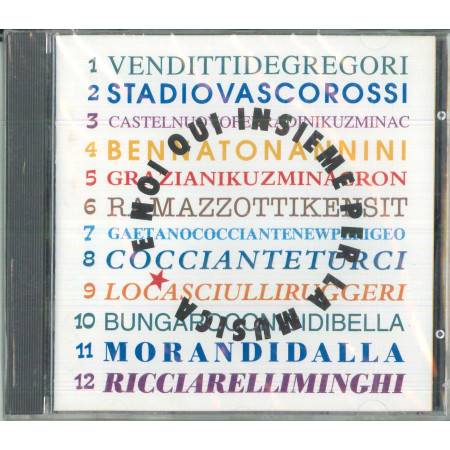 1 VENDITTIDEGREGORI
2 STADIOVASCOROSSI
3 CASTELNUOVOFERRADINIKUZMINAC
4 BENNATONANNINI
5 GRAZIANIKUZMINACRON
6 RAMAZZOTTIKENSIT
7 GAETANOCOCCIANTENEWPERIGEO
8 COCCIANTETURCI
9 LOCASCIULLIRUGGERI
10 BUNGAROCONIDIDIBELLA
11 MORANDIDALLA
12 RICCIARELLIMINGHI
E NOI QUI INSIEME PER LA MUSICA